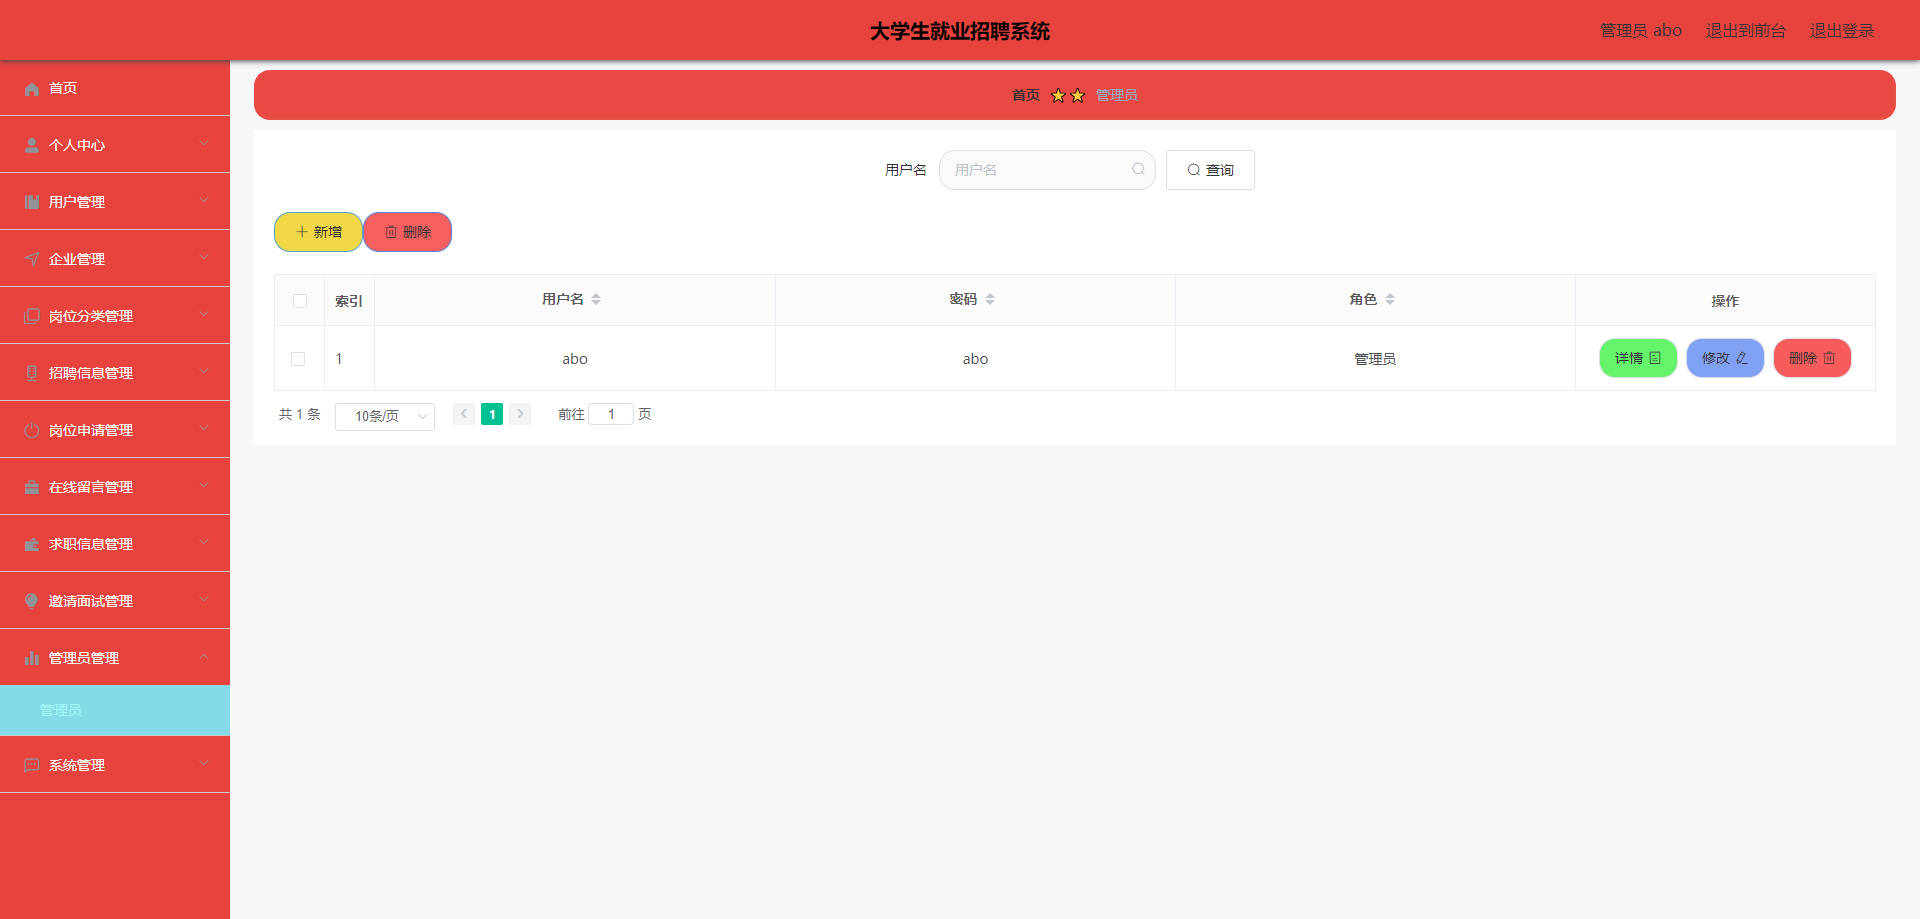 大学生就业招聘系统
管理员 abo 退出到前台 退出登录
首页
个人中心
用户管理
企业管理
岗位分类管理
招聘信息管理
岗位申请管理
在线留言管理
求职信息管理
邀请面试管理
管理员管理
管理员
系统管理
首页 管理员
用户名 用户名 查询
新增 删除
索引 用户名 密码 角色 操作
1 abo abo 管理员 详情 修改 删除
共 1 条 10条/页 1 前往 1 页